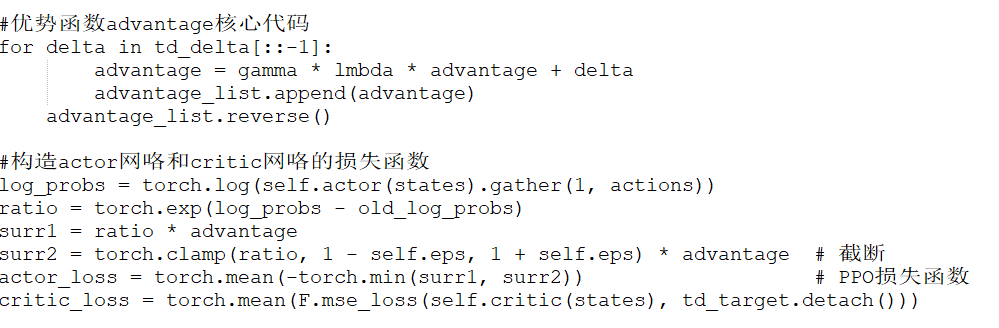 #优势函数advantage核心代码
for delta in td_delta[::-1]:
        advantage = gamma * lmbda * advantage + delta
        advantage_list.append(advantage)
    advantage_list.reverse()

#构造actor网咯和critic网咯的损失函数
log_probs = torch.log(self.actor(states).gather(1, actions))
ratio = torch.exp(log_probs - old_log_probs)
surr1 = ratio * advantage
surr2 = torch.clamp(ratio, 1 - self.eps, 1 + self.eps) * advantage  # 截断
actor_loss = torch.mean(-torch.min(surr1, surr2))                   # PPO损失函数
critic_loss = torch.mean(F.mse_loss(self.critic(states), td_target.detach()))